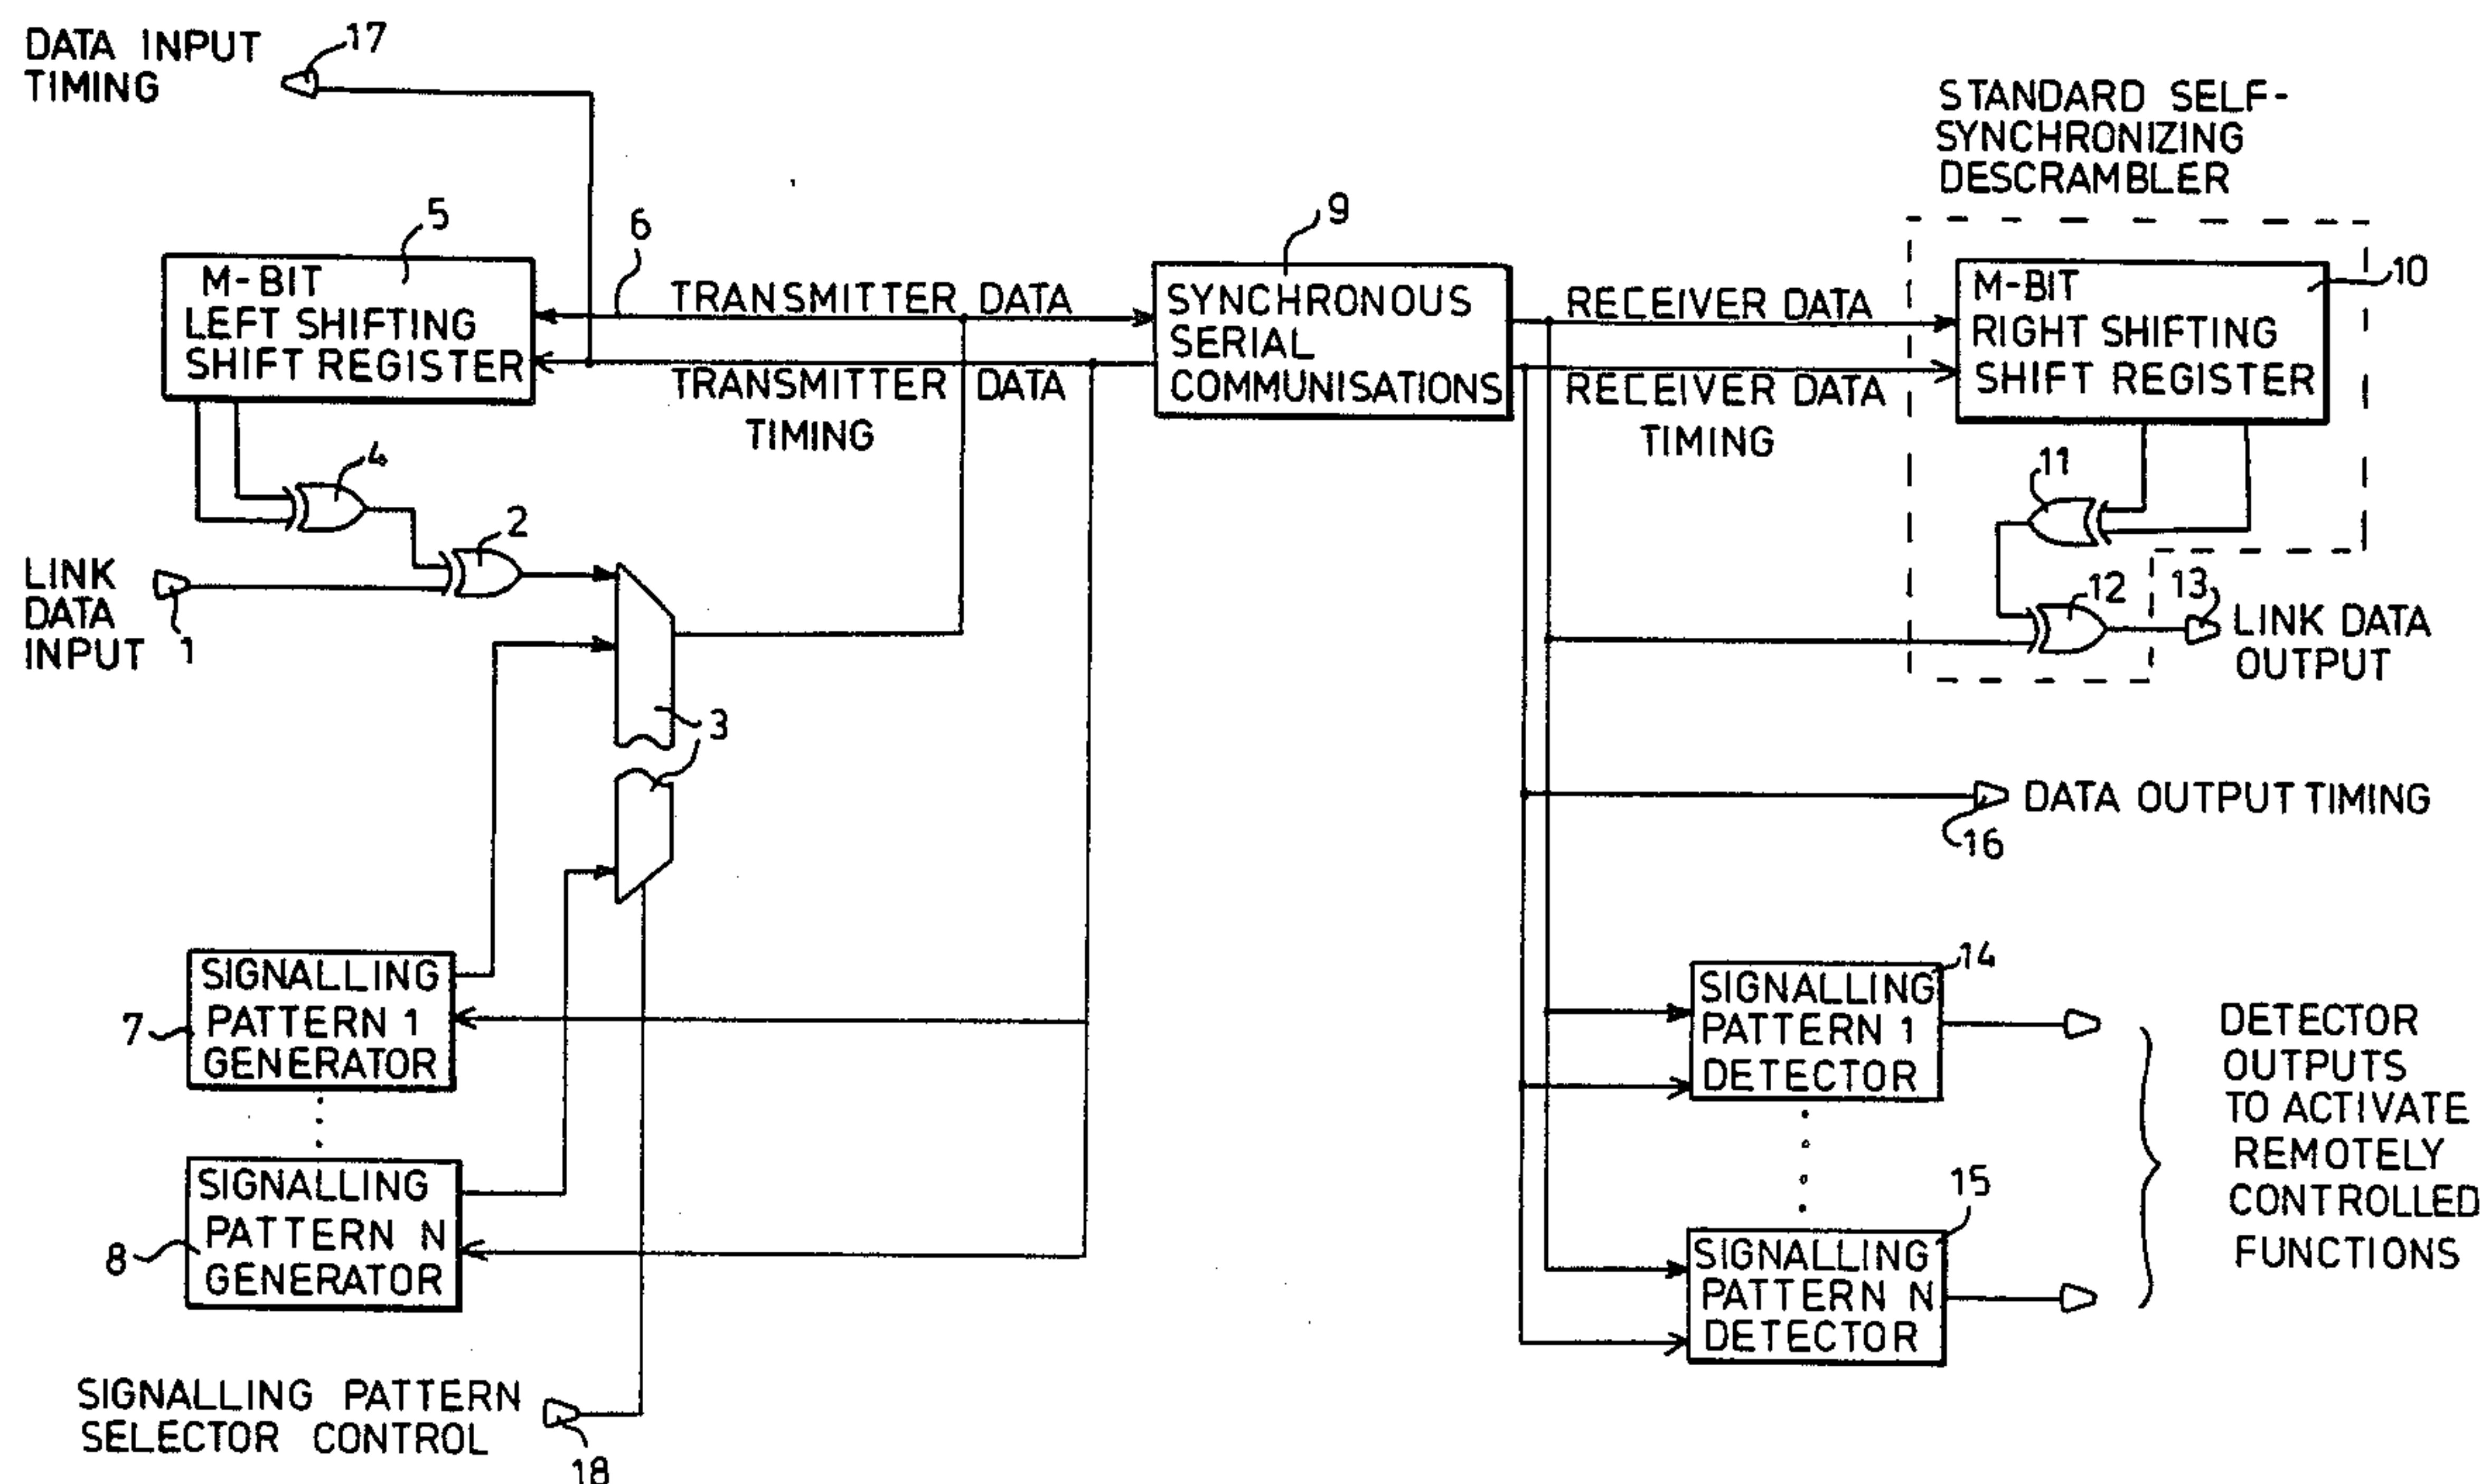 DATA INPUT
TIMING
17
STANDARD SELF-
SYNCHRONIZING
DESCRAMBLER
5
6
9
10
M-BIT
LEFT SHIFTING
SHIFT REGISTER
TRANSMITTER DATA
TRANSMITTER DATA
TIMING
SYNCHRONOUS
SERIAL
COMMUNISATIONS
RECEIVER DATA
RECEIVER DATA
TIMING
M-BIT
RIGHT SHIFTING
SHIFT REGISTER
4
2
11
12
13
LINK
DATA
INPUT 1
LINK DATA
OUTPUT
3
DATA OUTPUT TIMING
16
SIGNALLING
PATTERN 1
GENERATOR
7
SIGNALLING
PATTERN N
GENERATOR
8
14
SIGNALLING
PATTERN 1
DETECTOR
15
SIGNALLING
PATTERN N
DETECTOR
DETECTOR
OUTPUTS
TO ACTIVATE
REMOTELY
CONTROLLED
FUNCTIONS
SIGNALLING PATTERN
SELECTOR CONTROL
18